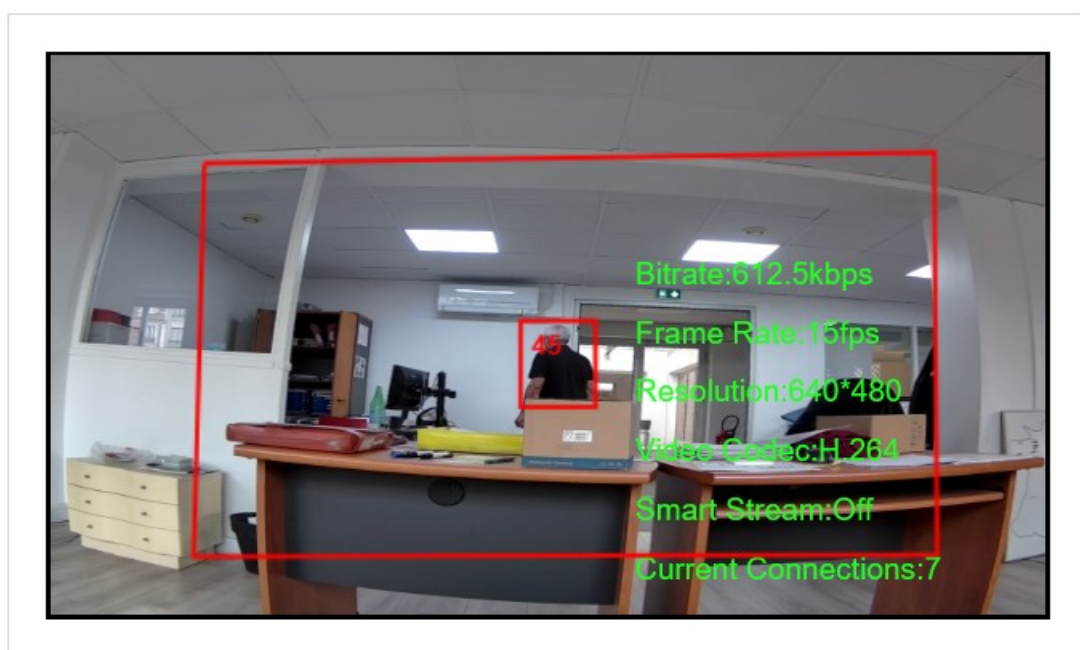 45
Bitrate:612.5kbps
Frame Rate:15fps
Resolution:640*480
Video Codec:H.264
Smart Stream:Off
Current Connections:7